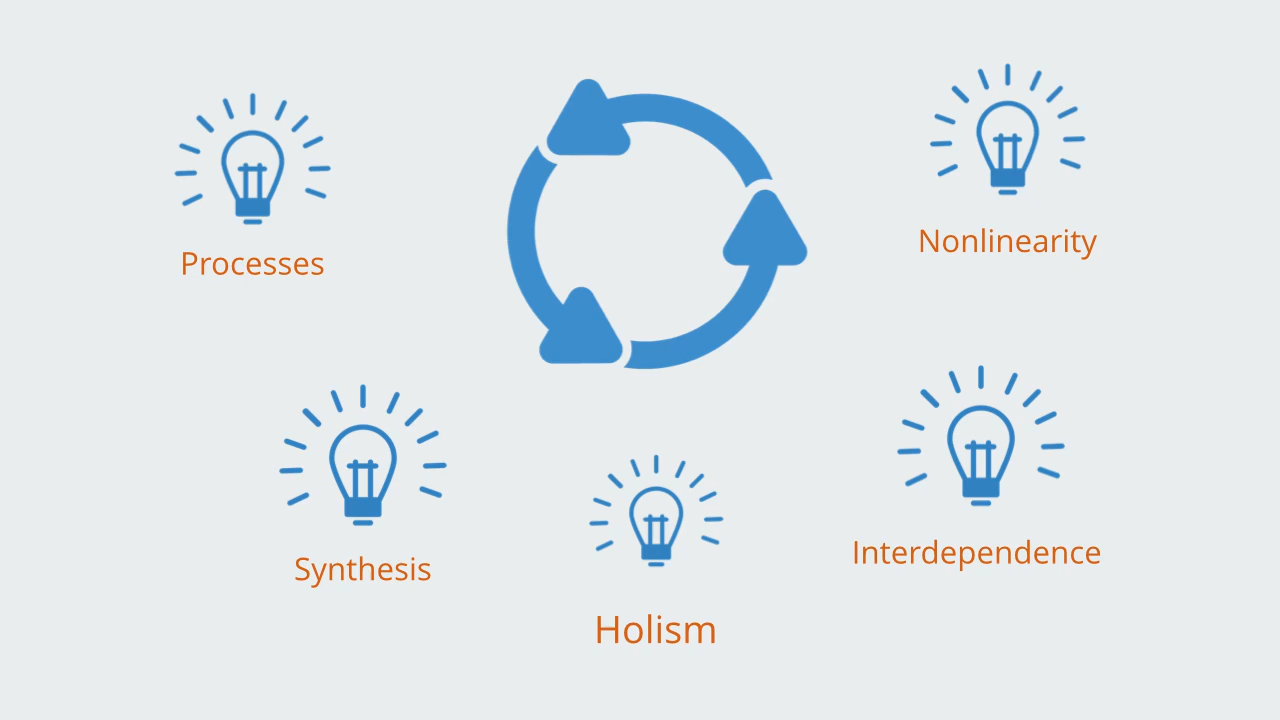 Processes
Nonlinearity
Synthesis
Interdependence
Holism